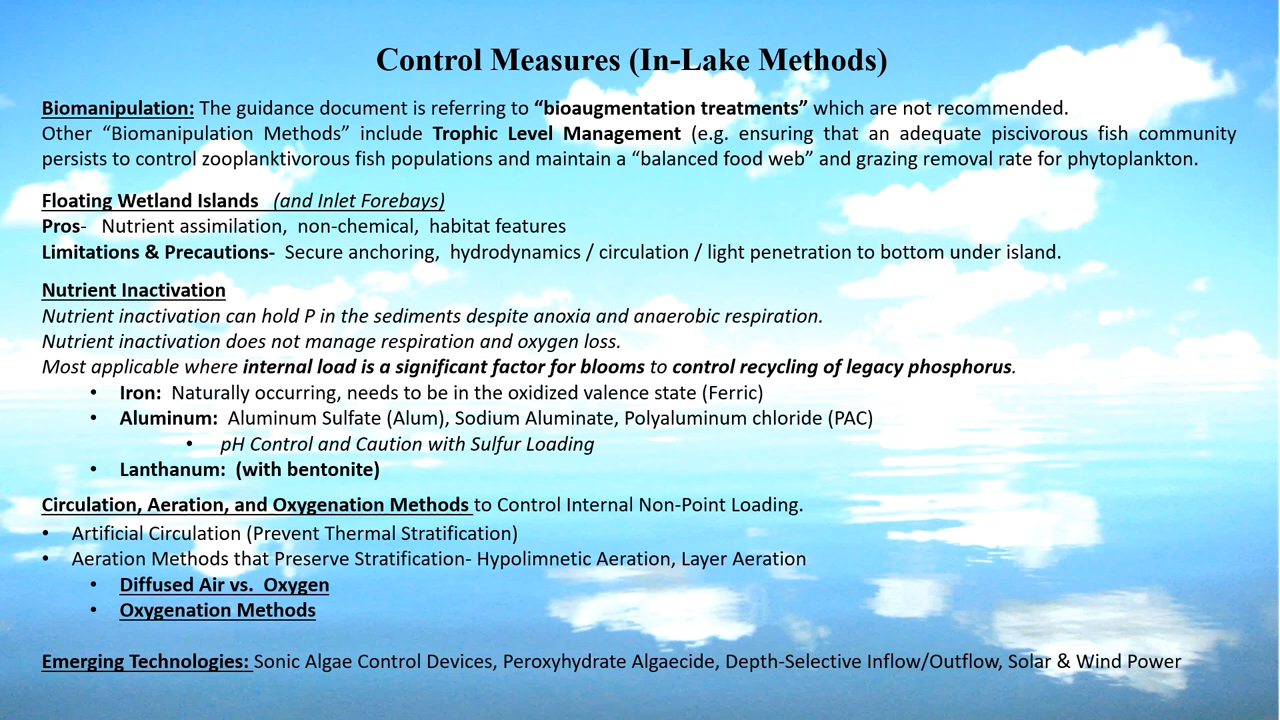 Control Measures (In-Lake Methods)
Biomanipulation: The guidance document is referring to “bioaugmentation treatments” which are not recommended.
Other “Biomanipulation Methods” include Trophic Level Management (e.g. ensuring that an adequate piscivorous fish community
persists to control zooplanktivorous fish populations and maintain a “balanced food web” and grazing removal rate for phytoplankton.
Floating Wetland Islands (and Inlet Forebays)
Pros- Nutrient assimilation, non-chemical, habitat features
Limitations & Precautions- Secure anchoring, hydrodynamics / circulation / light penetration to bottom under island.
Nutrient Inactivation
Nutrient inactivation can hold P in the sediments despite anoxia and anaerobic respiration.
Nutrient inactivation does not manage respiration and oxygen loss.
Most applicable where internal load is a significant factor for blooms to control recycling of legacy phosphorus.
• Iron: Naturally occurring, needs to be in the oxidized valence state (Ferric)
• Aluminum: Aluminum Sulfate (Alum), Sodium Aluminate, Polyaluminum chloride (PAC)
• pH Control and Caution with Sulfur Loading
• Lanthanum: (with bentonite)
Circulation, Aeration, and Oxygenation Methods to Control Internal Non-Point Loading.
• Artificial Circulation (Prevent Thermal Stratification)
• Aeration Methods that Preserve Stratification- Hypolimnetic Aeration, Layer Aeration
• Diffused Air vs. Oxygen
• Oxygenation Methods
Emerging Technologies: Sonic Algae Control Devices, Peroxyhydrate Algaecide, Depth-Selective Inflow/Outflow, Solar & Wind Power